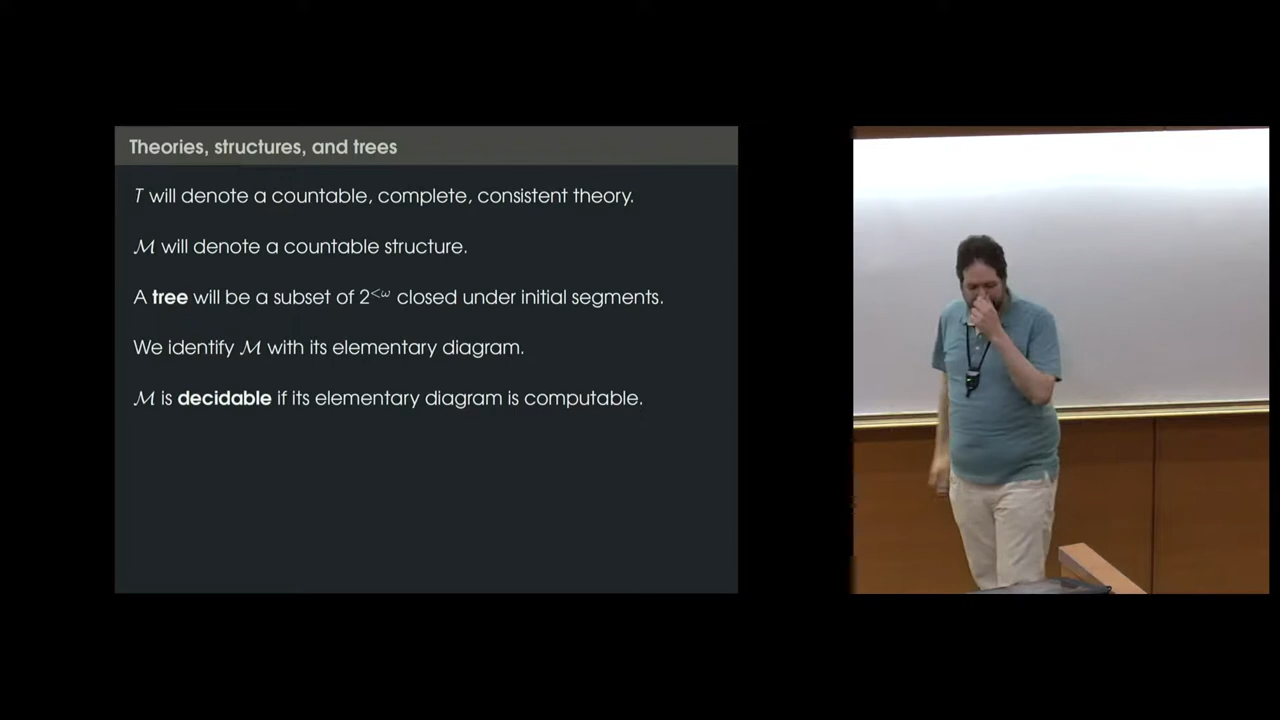 Theories, structures, and trees
T will denote a countable, complete, consistent theory.
ℳ will denote a countable structure.
A tree will be a subset of 2^{<ω} closed under initial segments.
We identify ℳ with its elementary diagram.
ℳ is decidable if its elementary diagram is computable.